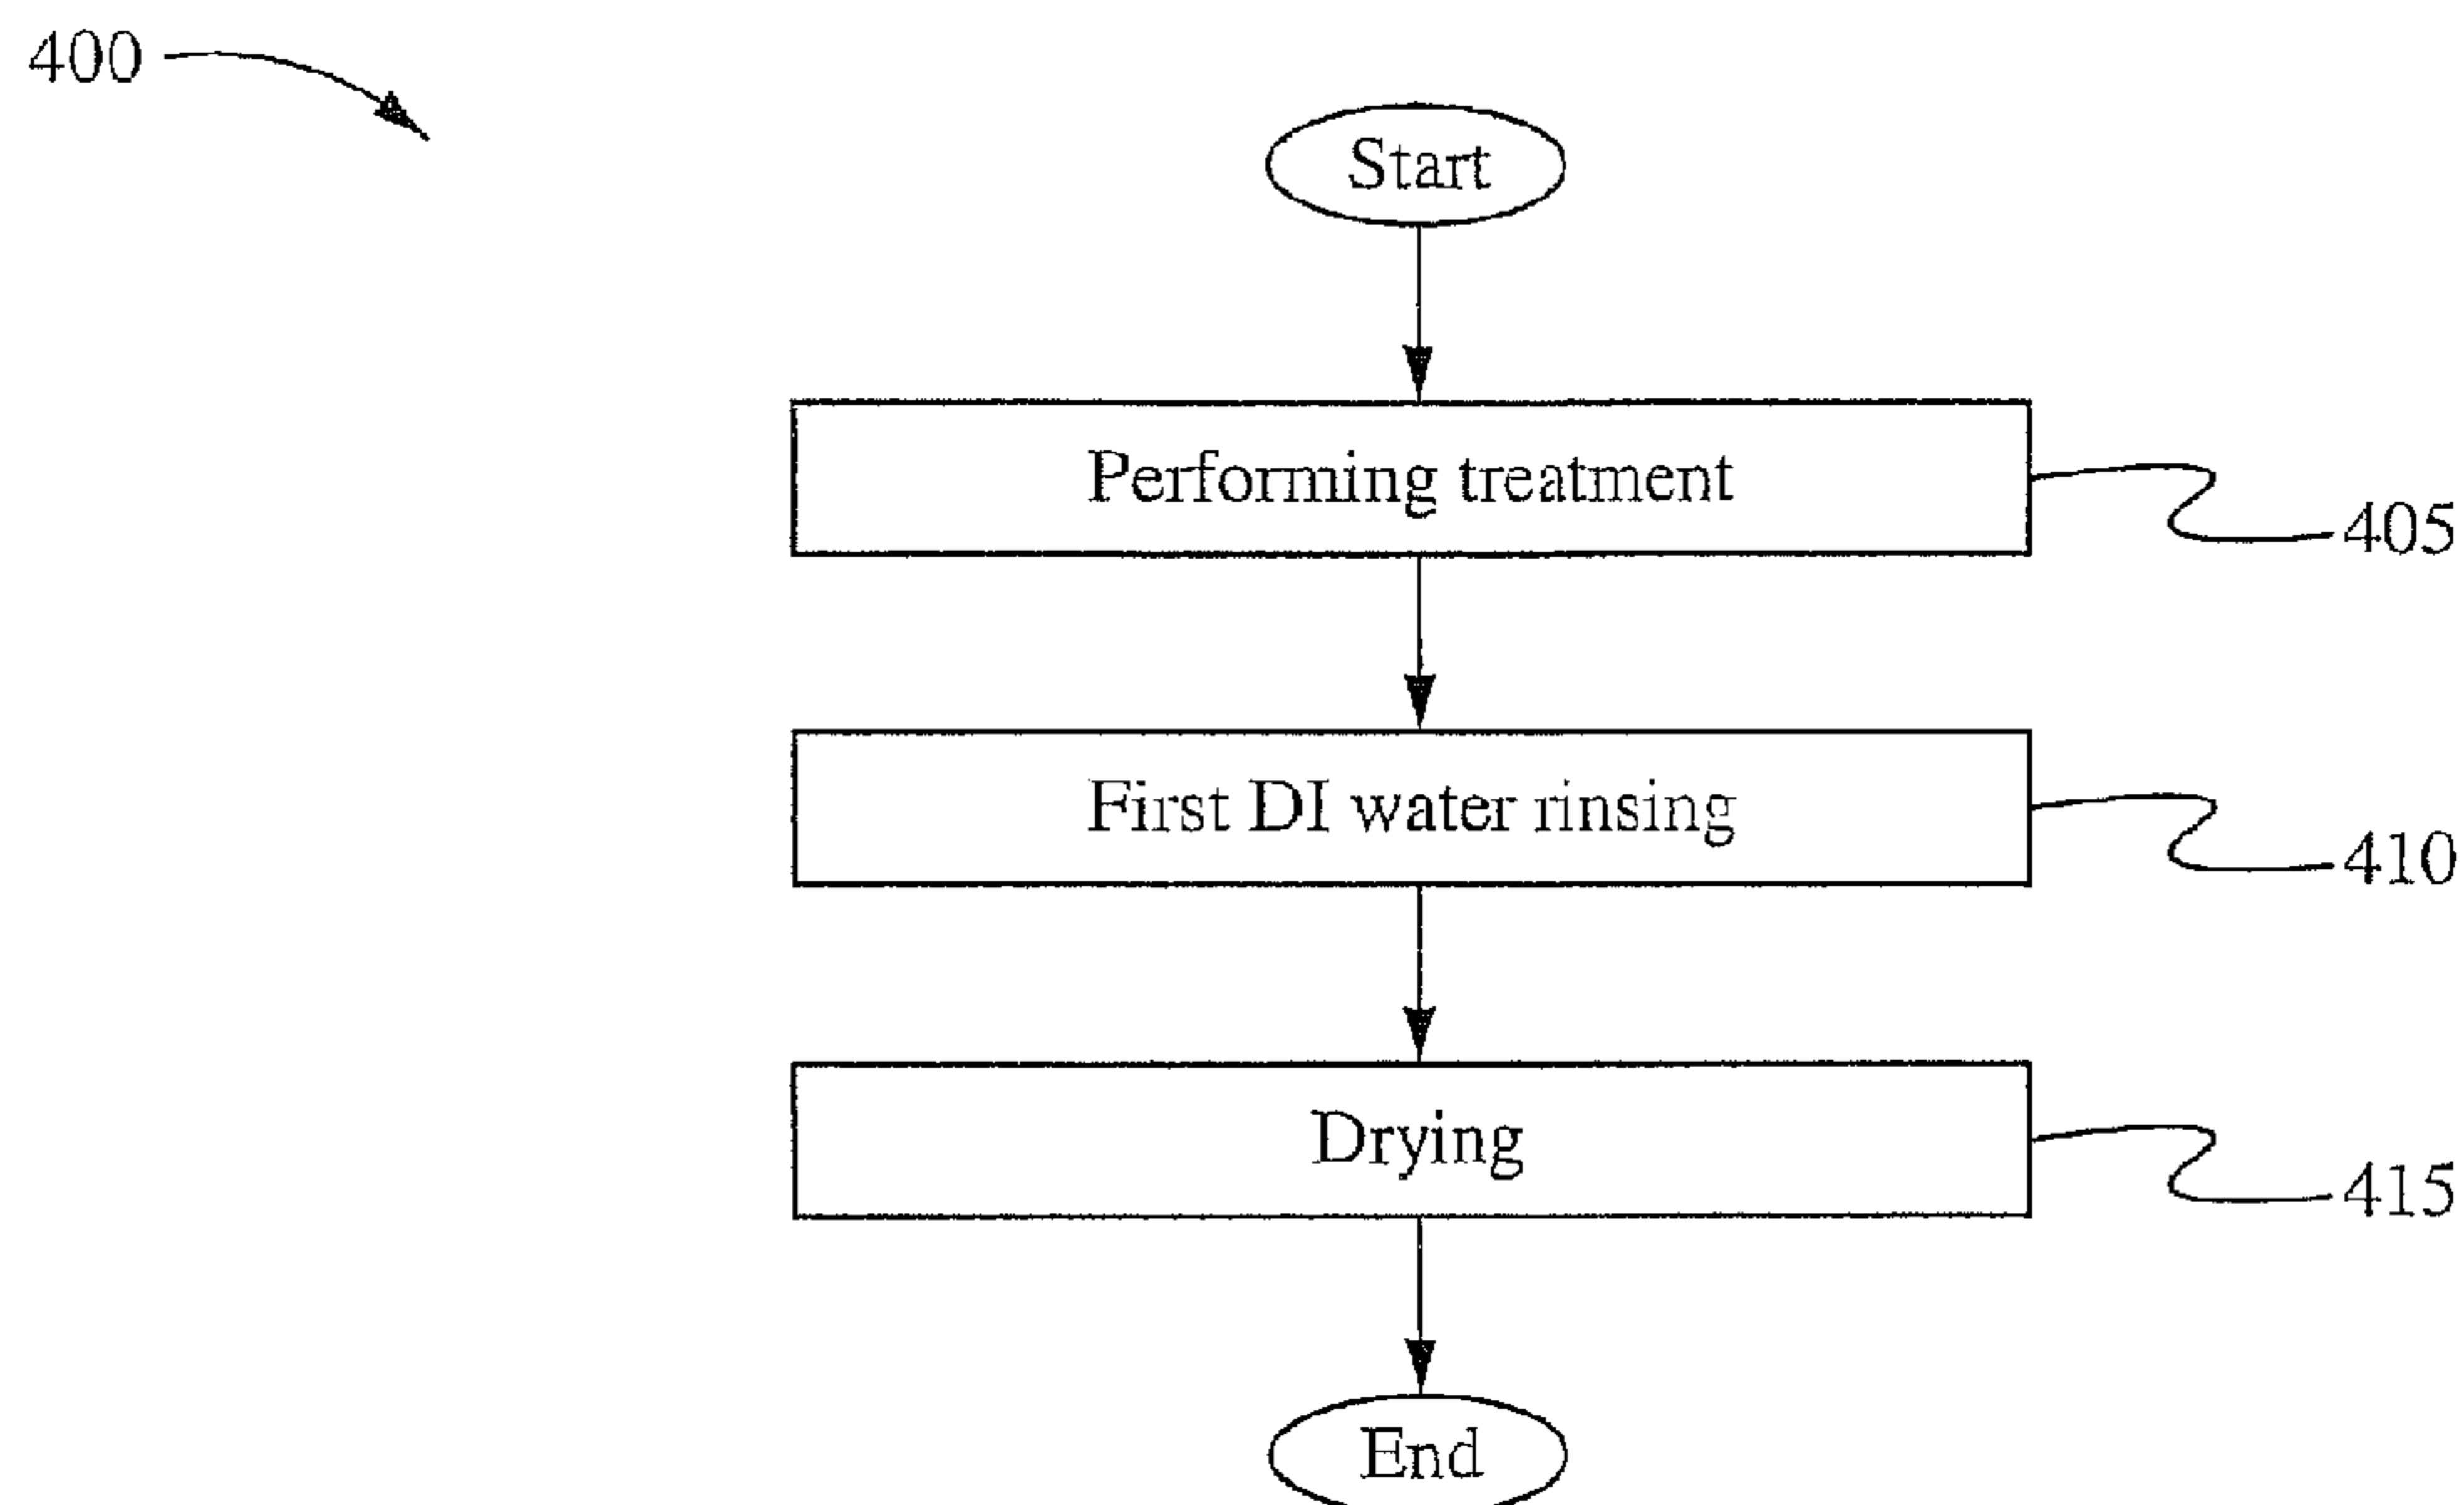 400
Start
Performing treatment
405
First DI water rinsing
410
Drying
415
End